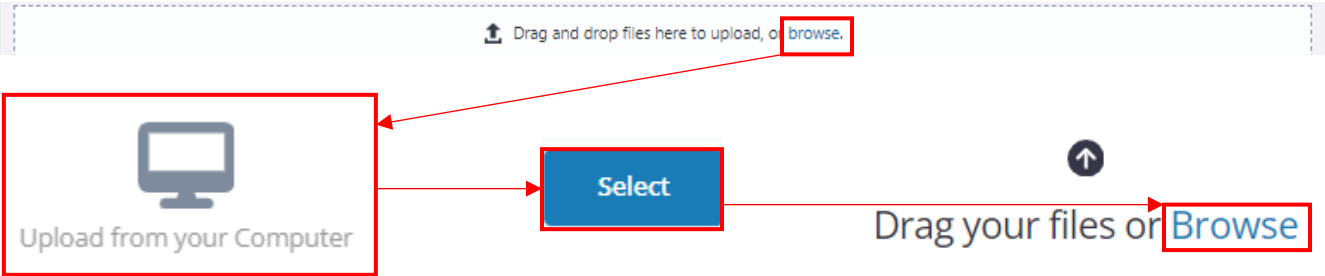 Drag and drop files here to upload, or browse.
Upload from your Computer
Select
Drag your files or Browse